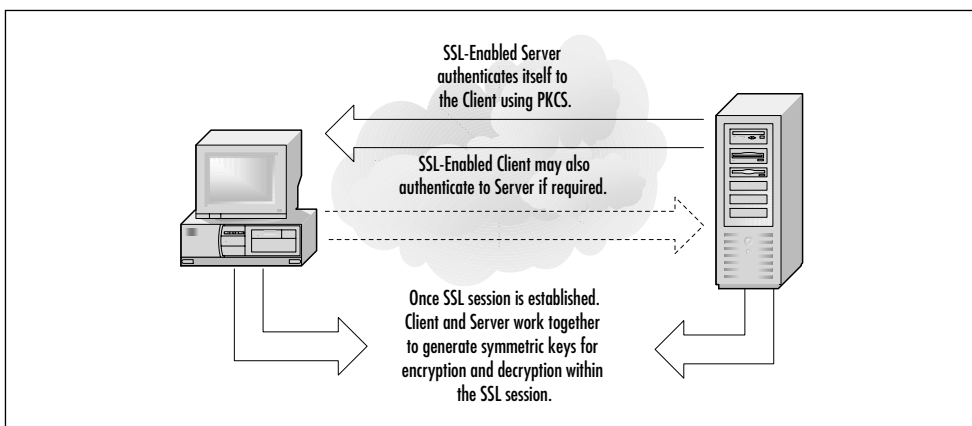 SSL-Enabled Server
authenticates itself to
the Client using PKCS.
SSL-Enabled Client may also
authenticate to Server if required.
Once SSL session is established.
Client and Server work together
to generate symmetric keys for
encryption and decryption within
the SSL session.